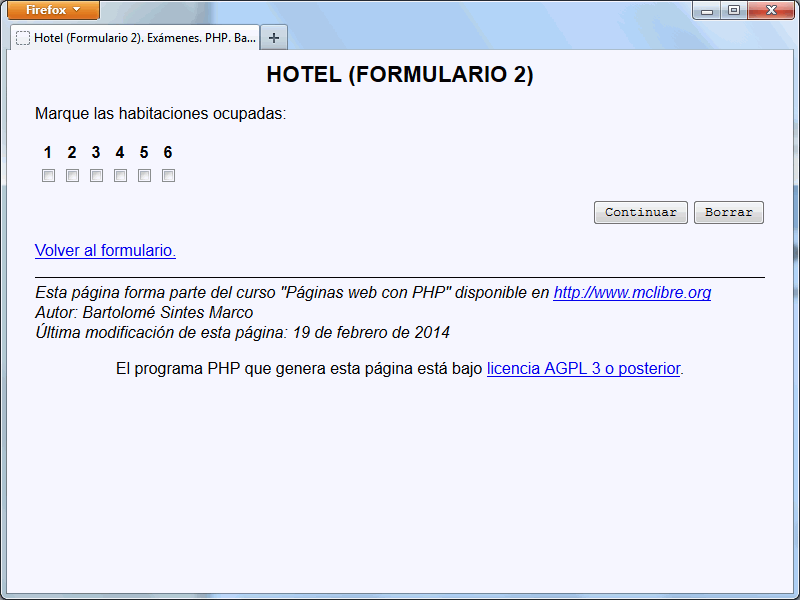 Firefox
Hotel (Formulario 2). Exámenes. PHP. Ba...
HOTEL (FORMULARIO 2)
Marque las habitaciones ocupadas:
1 2 3 4 5 6
Continuar Borrar
Volver al formulario.
Esta página forma parte del curso "Páginas web con PHP" disponible en http://www.mclibre.org
Autor: Bartolomé Sintes Marco
Última modificación de esta página: 19 de febrero de 2014
El programa PHP que genera esta página está bajo licencia AGPL 3 o posterior.